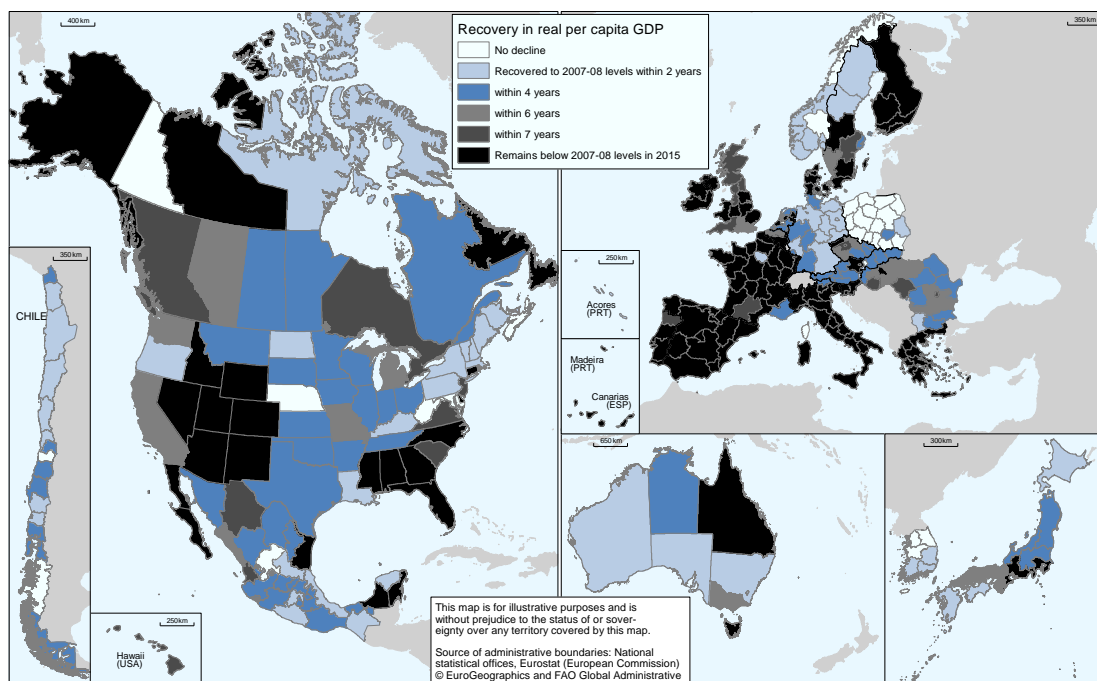 400 km
Recovery in real per capita GDP
No decline
Recovered to 2007-08 levels within 2 years
within 4 years
within 6 years
within 7 years
Remains below 2007-08 levels in 2015
350 km
350 km
CHILE
250 km
Acores
(PRT)
Madeira
(PRT)
Canarias
(ESP)
650 km
300km
250km
Hawaii
(USA)
This map is for illustrative purposes and is
without prejudice to the status of or sover-
eignty over any territory covered by this map.
Source of administrative boundaries: National
statistical offices, Eurostat (European Commission)
© EuroGeographics and FAO Global Administrative